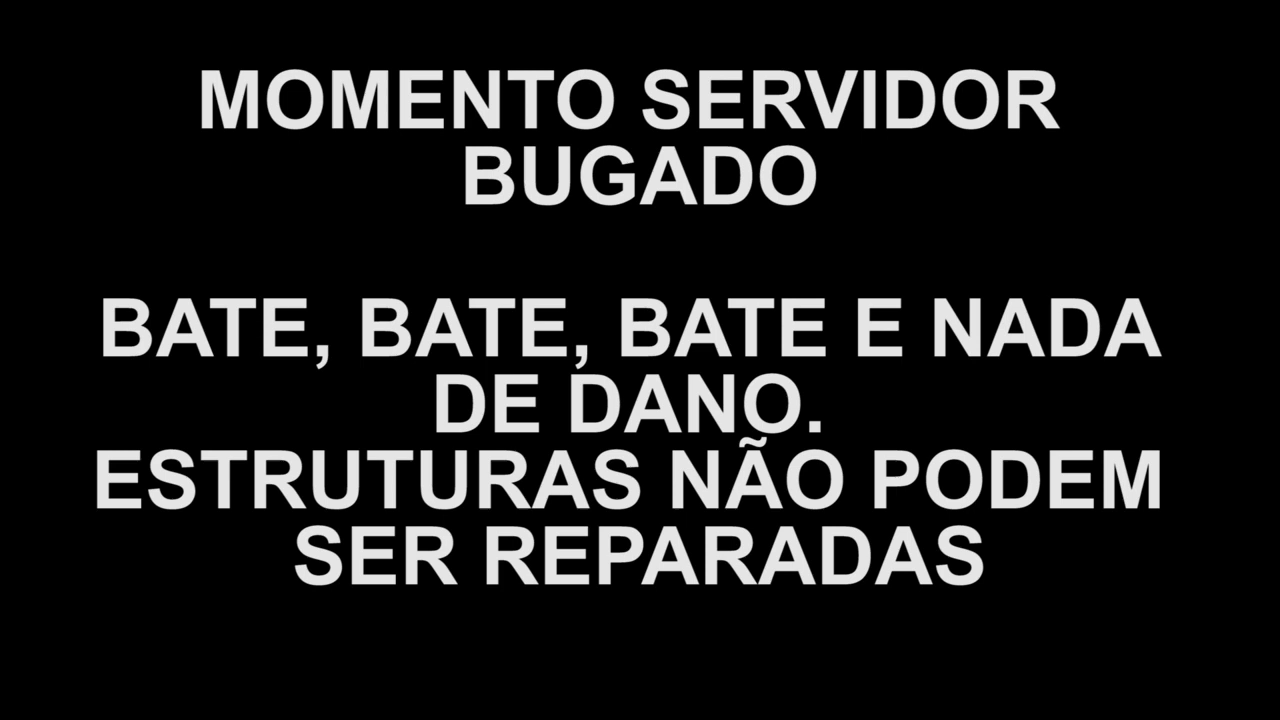 MOMENTO SERVIDOR
BUGADO
BATE, BATE, BATE E NADA
DE DANO.
ESTRUTURAS NÃO PODEM
SER REPARADAS